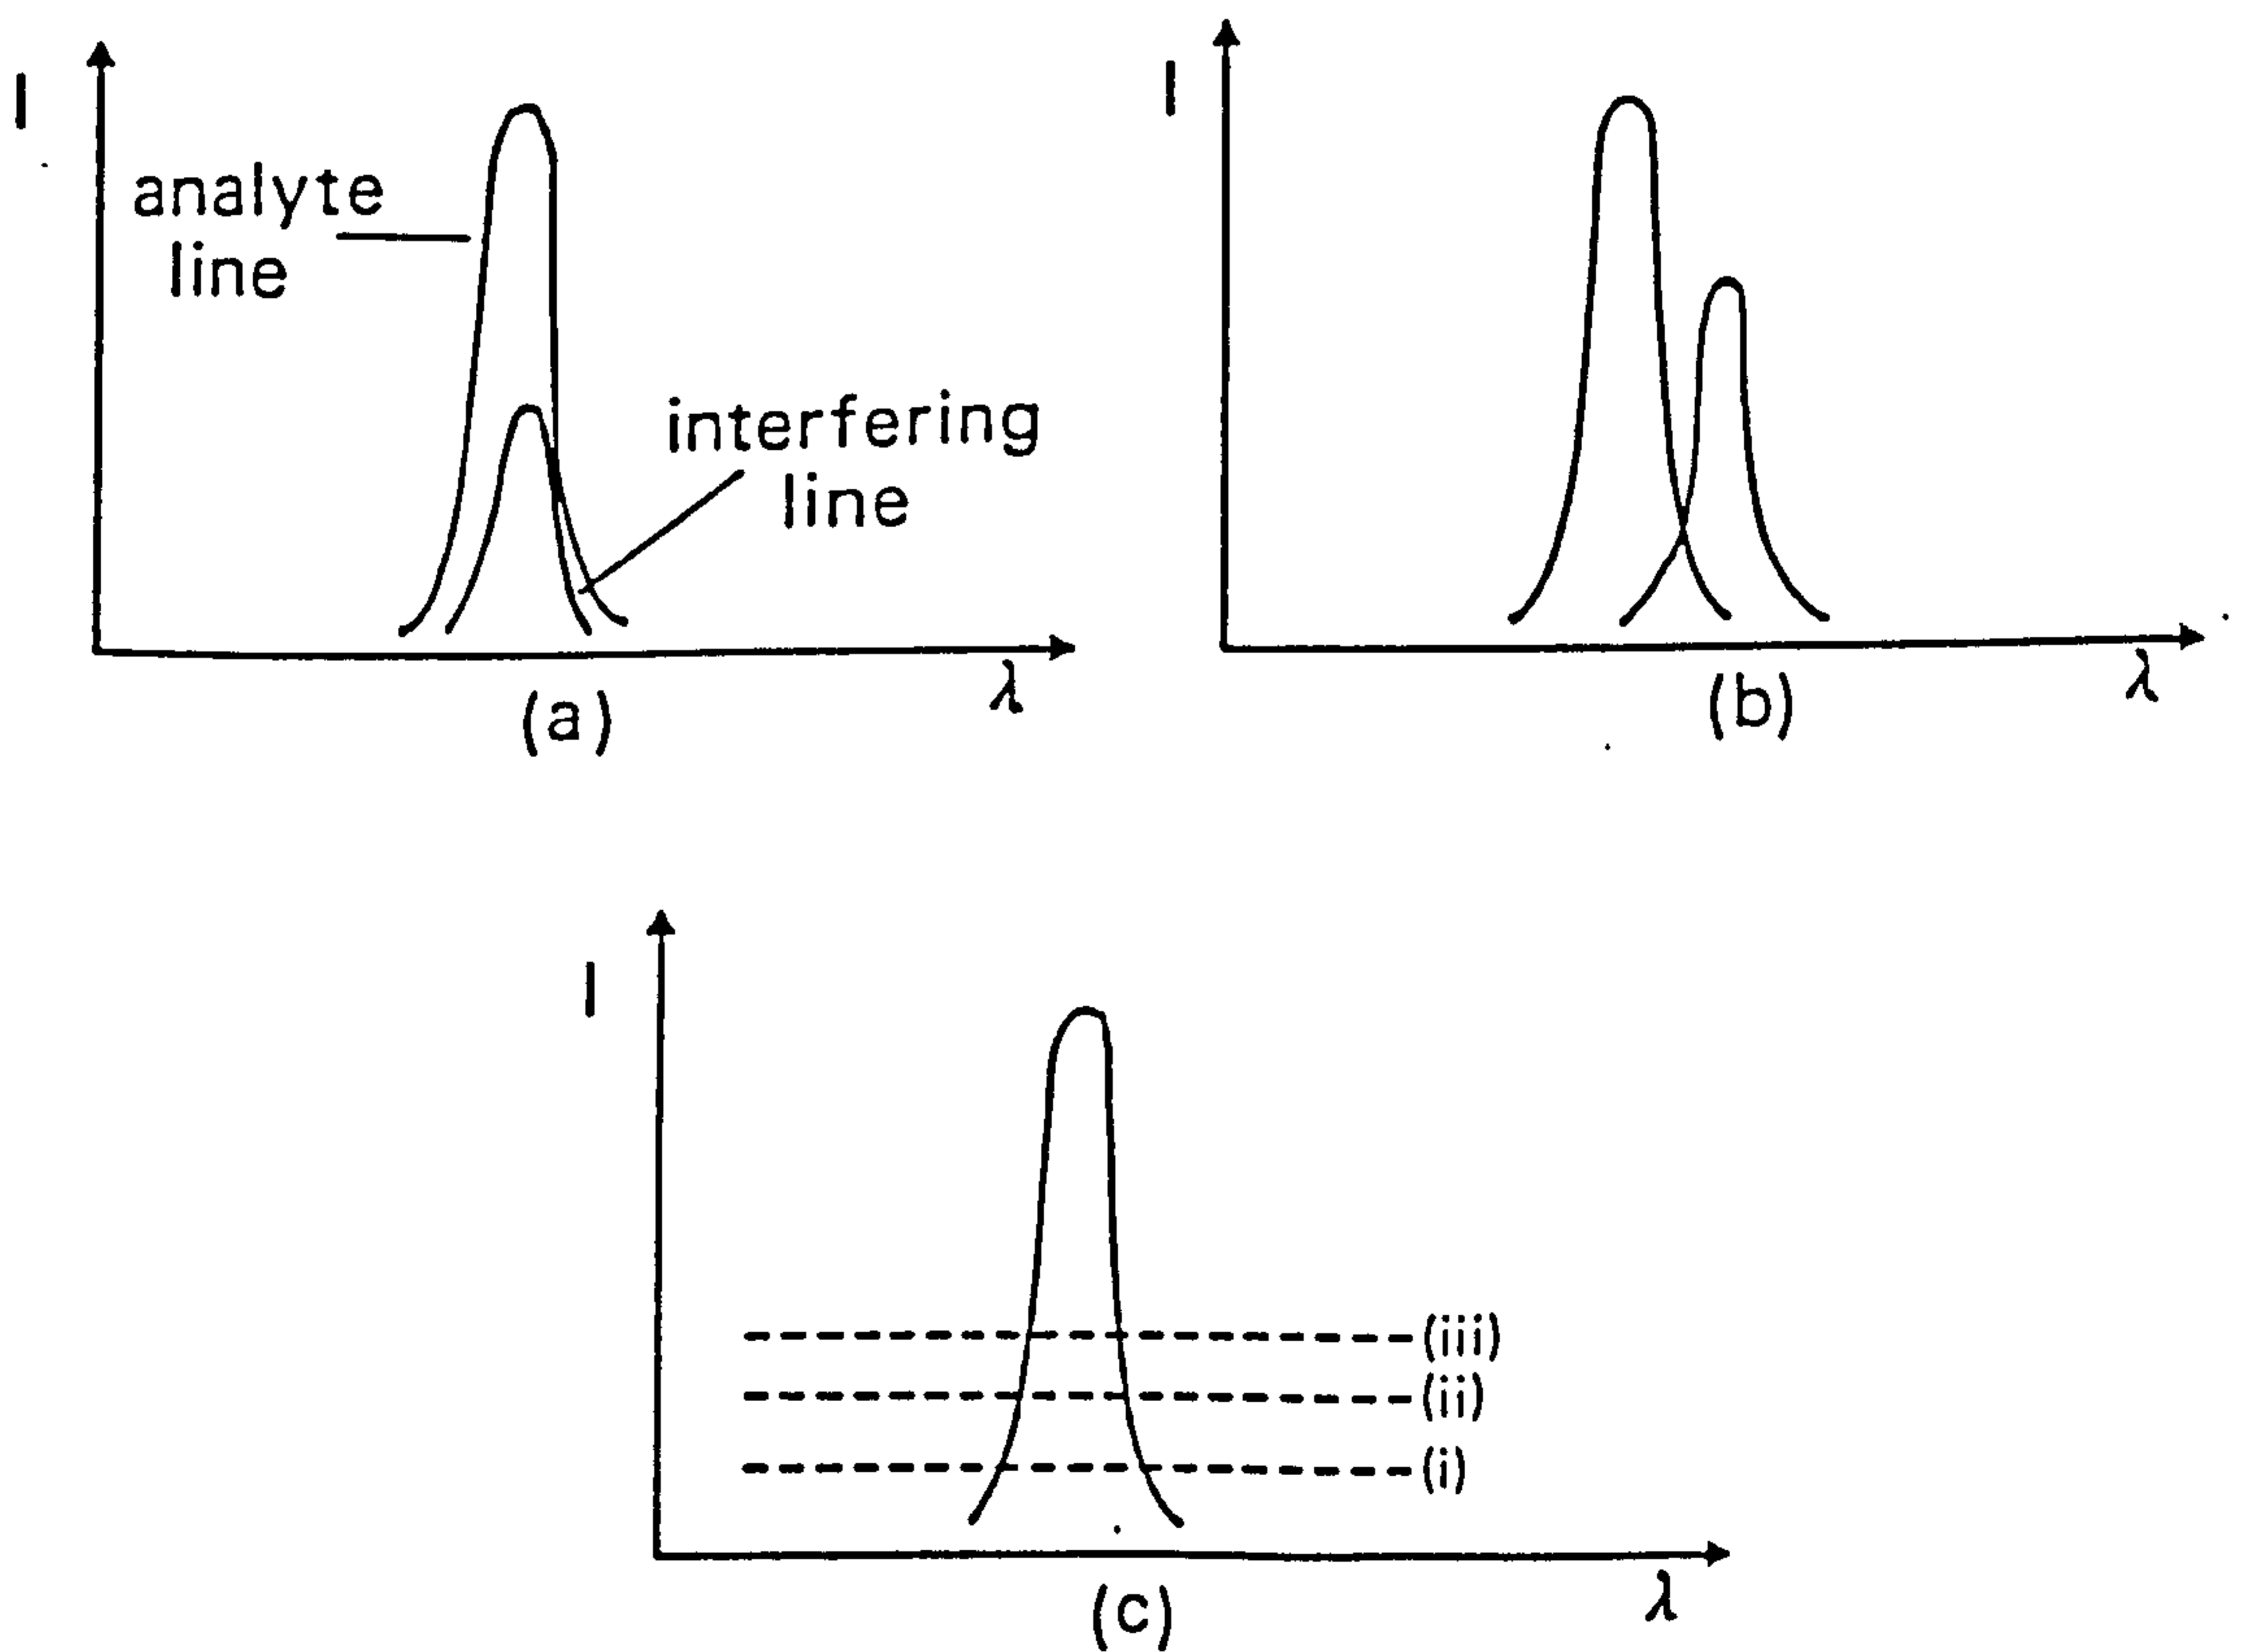 I
analyte
line
interfering
line
λ
(a)
I
λ
(b)
I
(iii)
(ii)
(i)
λ
(c)